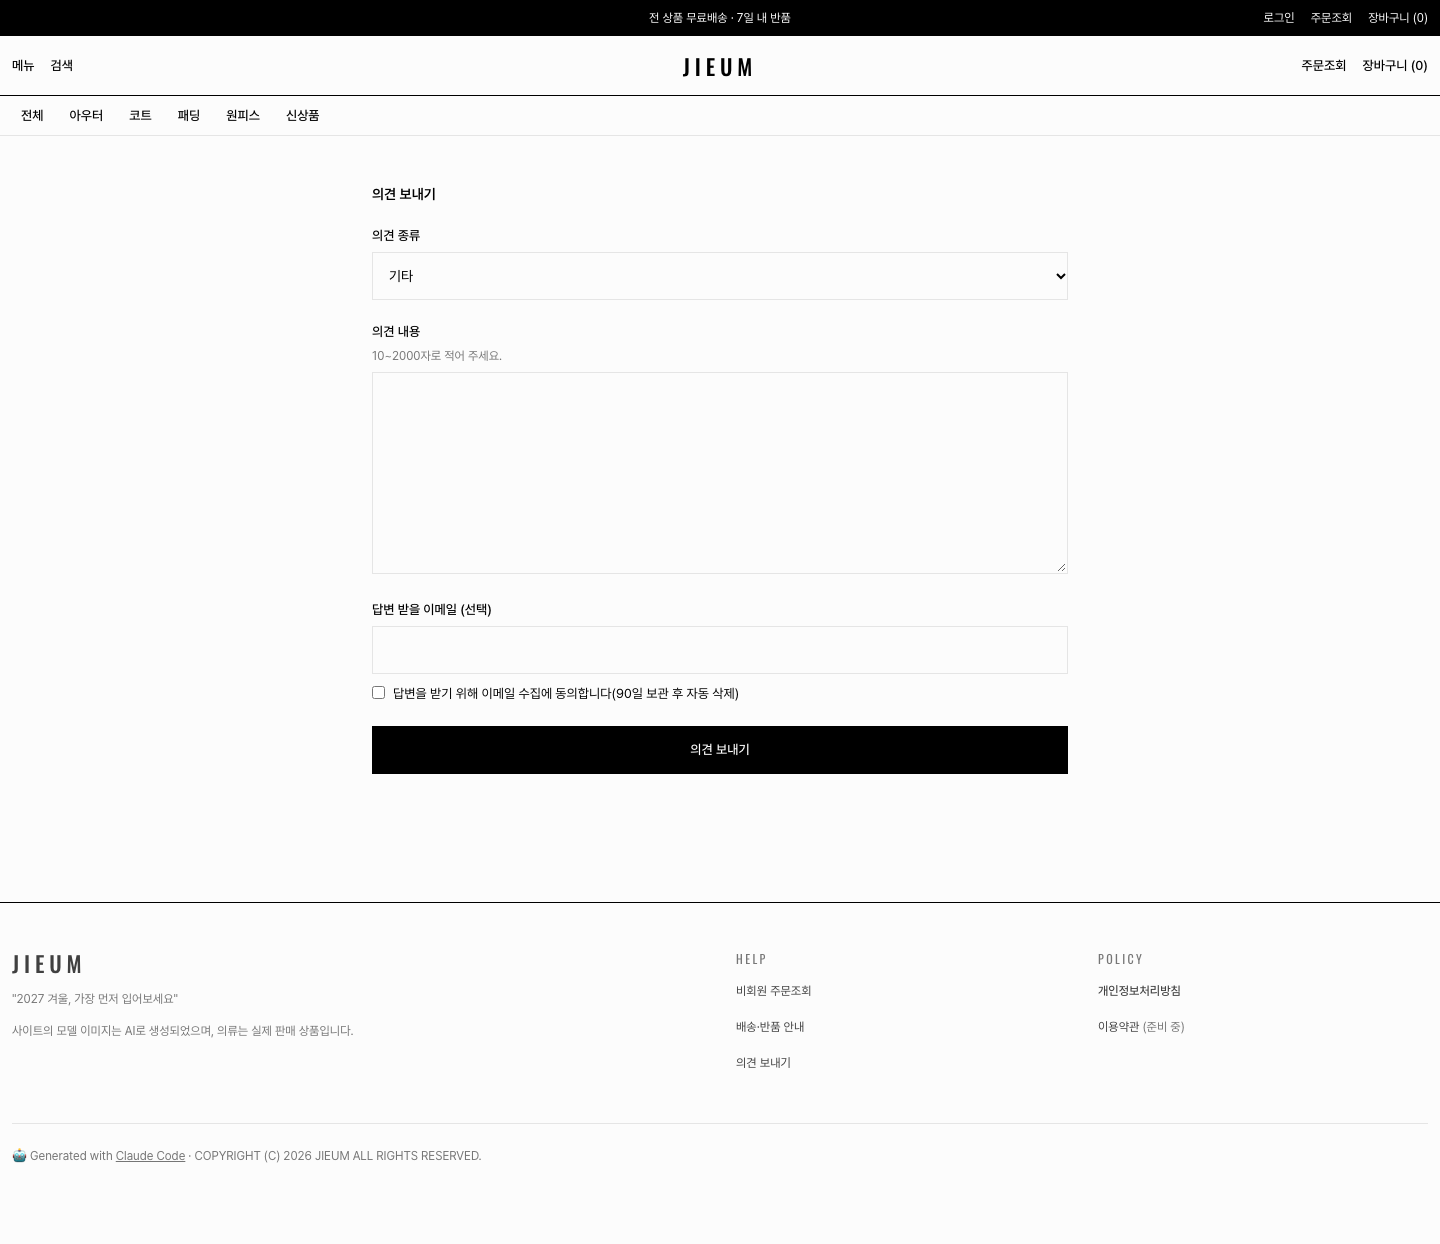 전 상품 무료배송 · 7일 내 반품
로그인 주문조회 장바구니 (0)
메뉴 검색
JIEUM
주문조회 장바구니 (0)
전체 아우터 코트 패딩 원피스 신상품
의견 보내기
의견 종류
기타
의견 내용
10~2000자로 적어 주세요.
답변 받을 이메일 (선택)
답변을 받기 위해 이메일 수집에 동의합니다(90일 보관 후 자동 삭제)
의견 보내기
JIEUM
"2027 겨울, 가장 먼저 입어보세요"
사이트의 모델 이미지는 AI로 생성되었으며, 의류는 실제 판매 상품입니다.
HELP
비회원 주문조회
배송·반품 안내
의견 보내기
POLICY
개인정보처리방침
이용약관 (준비 중)
Generated with Claude Code · COPYRIGHT (C) 2026 JIEUM ALL RIGHTS RESERVED.